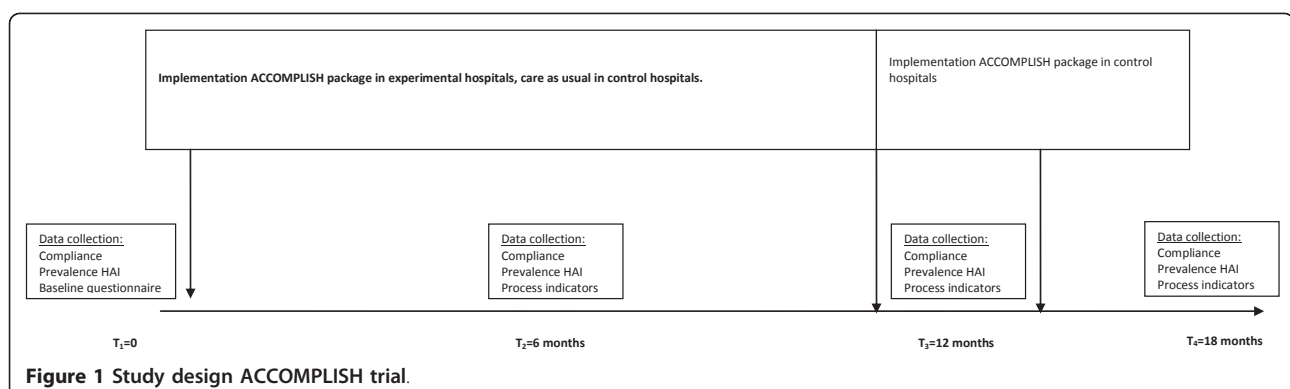 Implementation ACCOMPLISH package in experimental hospitals, care as usual in control hospitals.
Implementation ACCOMPLISH package in control
hospitals
Data collection:
Compliance
Prevalence HAI
Baseline questionnaire
Data collection:
Compliance
Prevalence HAI
Process indicators
Data collection:
Compliance
Prevalence HAI
Process indicators
Data collection:
Compliance
Prevalence HAI
Process indicators
T₁=0
T₂=6 months
T₃=12 months
T₄=18 months
Figure 1 Study design ACCOMPLISH trial.